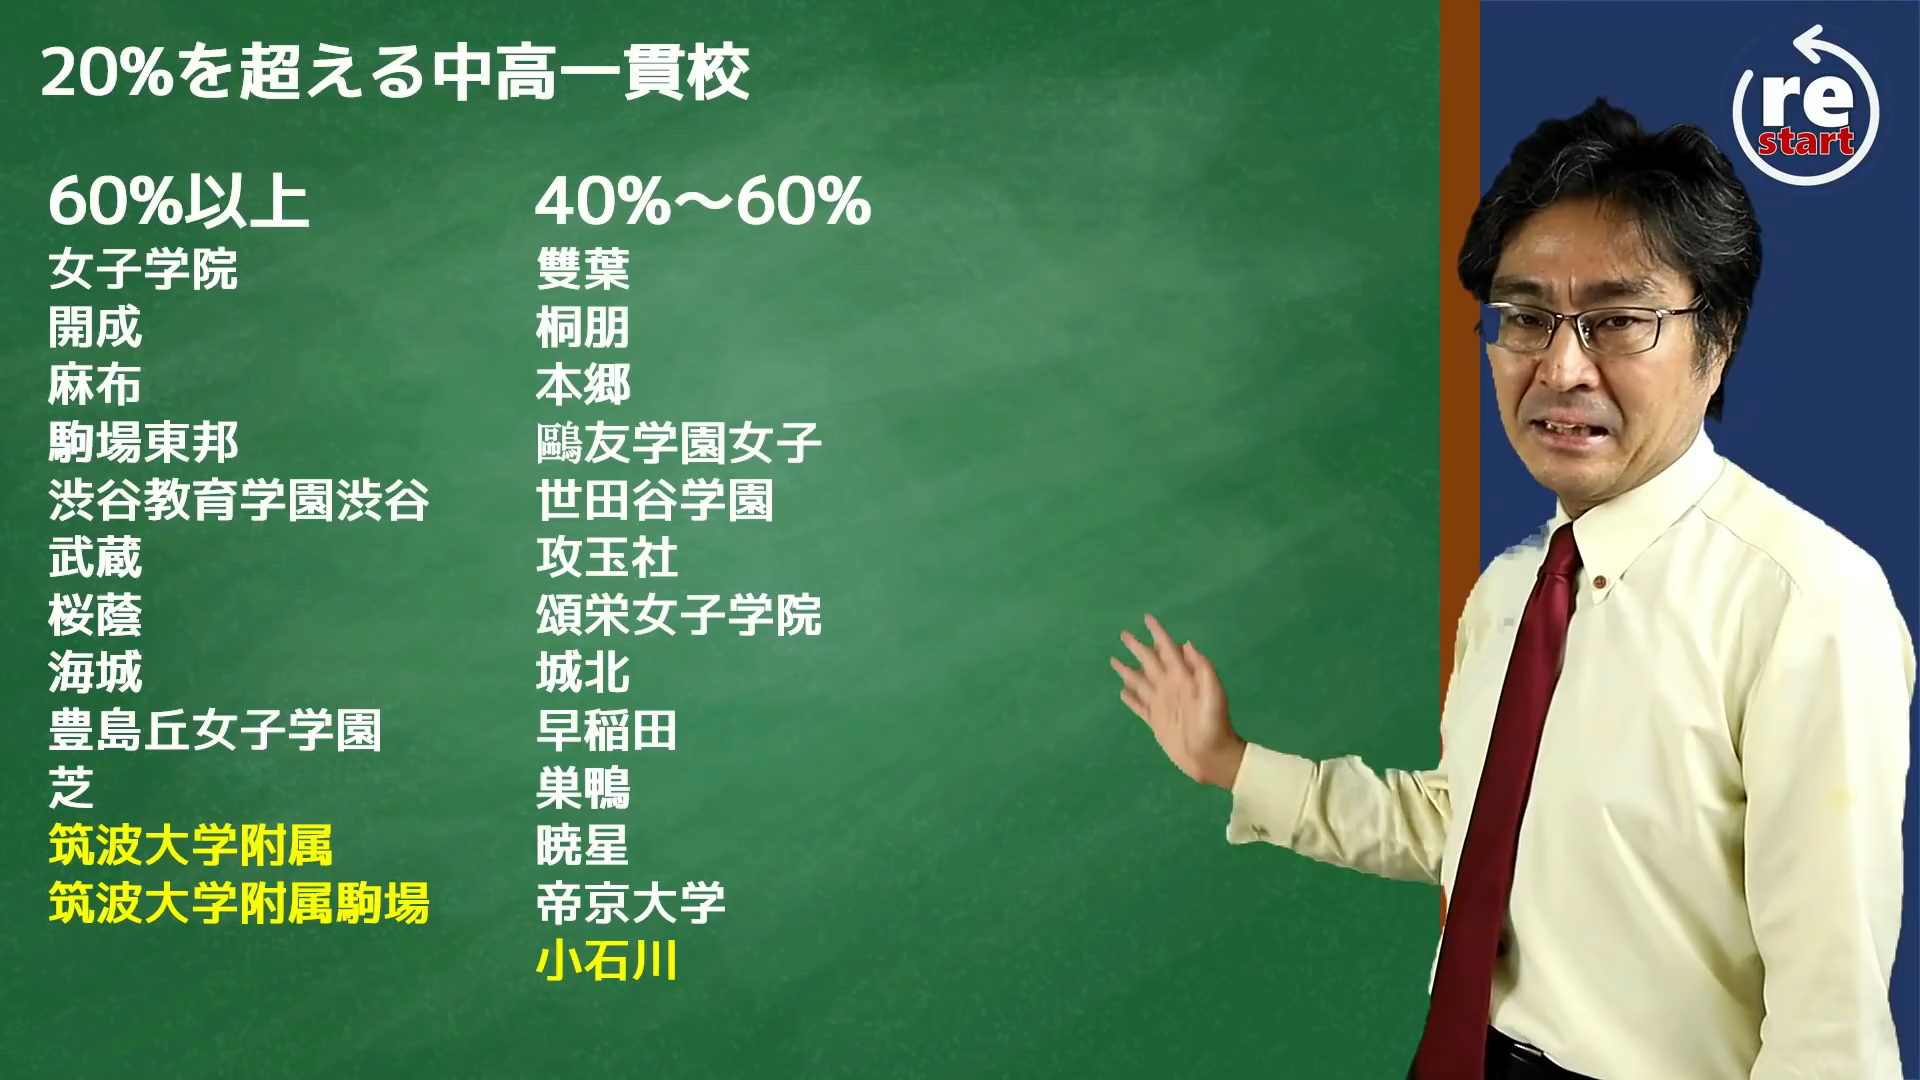 20%を超える中高一貫校
60%以上
女子学院
開成
麻布
駒場東邦
渋谷教育学園渋谷
武蔵
桜蔭
海城
豊島丘女子学園
芝
筑波大学附属
筑波大学附属駒場
40%〜60%
雙葉
桐朋
本郷
鷗友学園女子
世田谷学園
攻玉社
頌栄女子学院
城北
早稲田
巣鴨
暁星
帝京大学
小石川
re
start